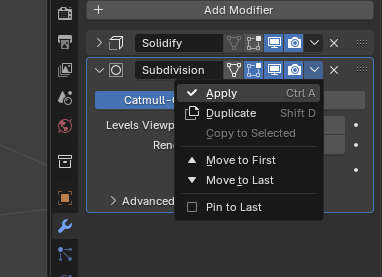 Add Modifier
Solidify
Subdivision
Catmull-
Apply Ctrl A
Levels Viewp
Duplicate Shift D
Copy to Selected
Ren
Move to First
Move to Last
Advanced
Pin to Last